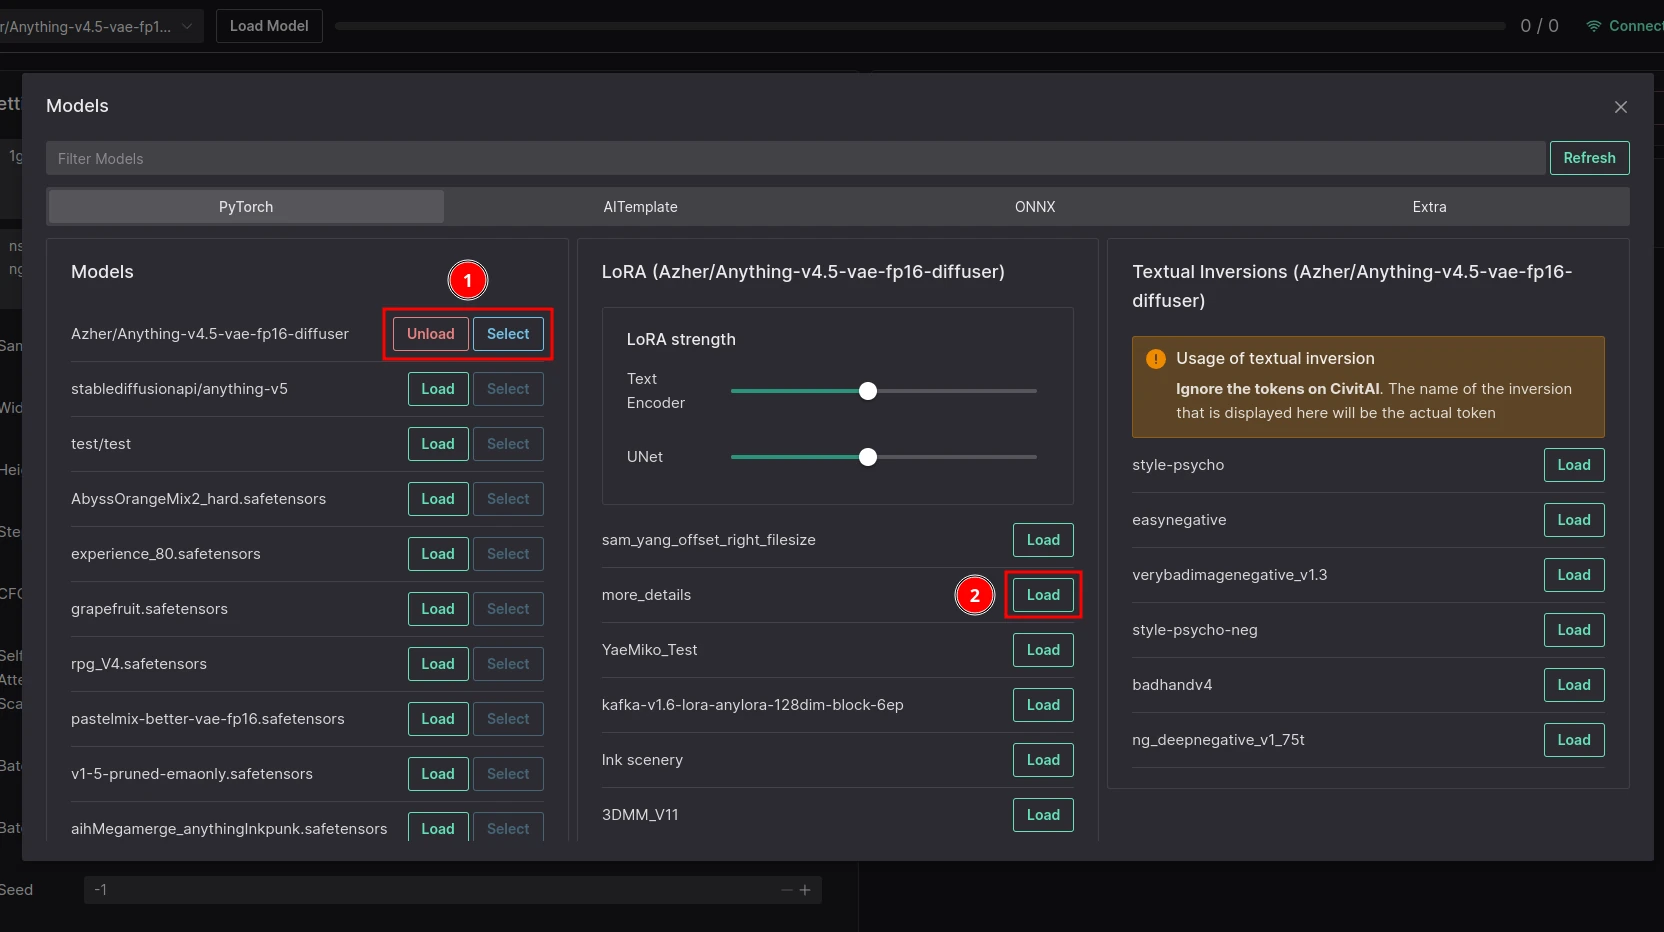 r/Anything-v4.5-vae-fp1...
Load Model
0 / 0
Connect
Models
Filter Models
Refresh
PyTorch
AITemplate
ONNX
Extra
Models
1
Azher/Anything-v4.5-vae-fp16-diffuser
Unload
Select
stablediffusionapi/anything-v5
Load
Select
test/test
Load
Select
AbyssOrangeMix2_hard.safetensors
Load
Select
experience_80.safetensors
Load
Select
grapefruit.safetensors
Load
Select
rpg_V4.safetensors
Load
Select
pastelmix-better-vae-fp16.safetensors
Load
Select
v1-5-pruned-emaonly.safetensors
Load
Select
aihMegamerge_anythingInkpunk.safetensors
Load
Select
LoRA (Azher/Anything-v4.5-vae-fp16-diffuser)
LoRA strength
Text
Encoder
UNet
sam_yang_offset_right_filesize
Load
more_details
2
Load
YaeMiko_Test
Load
kafka-v1.6-lora-anylora-128dim-block-6ep
Load
Ink scenery
Load
3DMM_V11
Load
Textual Inversions (Azher/Anything-v4.5-vae-fp16-
diffuser)
Usage of textual inversion
Ignore the tokens on CivitAI. The name of the inversion
that is displayed here will be the actual token
style-psycho
Load
easynegative
Load
verybadimagenegative_v1.3
Load
style-psycho-neg
Load
badhandv4
Load
ng_deepnegative_v1_75t
Load
etti
1g
ns
ng
Sam
Wid
Hei
Ste
CFG
Self
Atte
Sca
Bat
Bat
Seed
-1